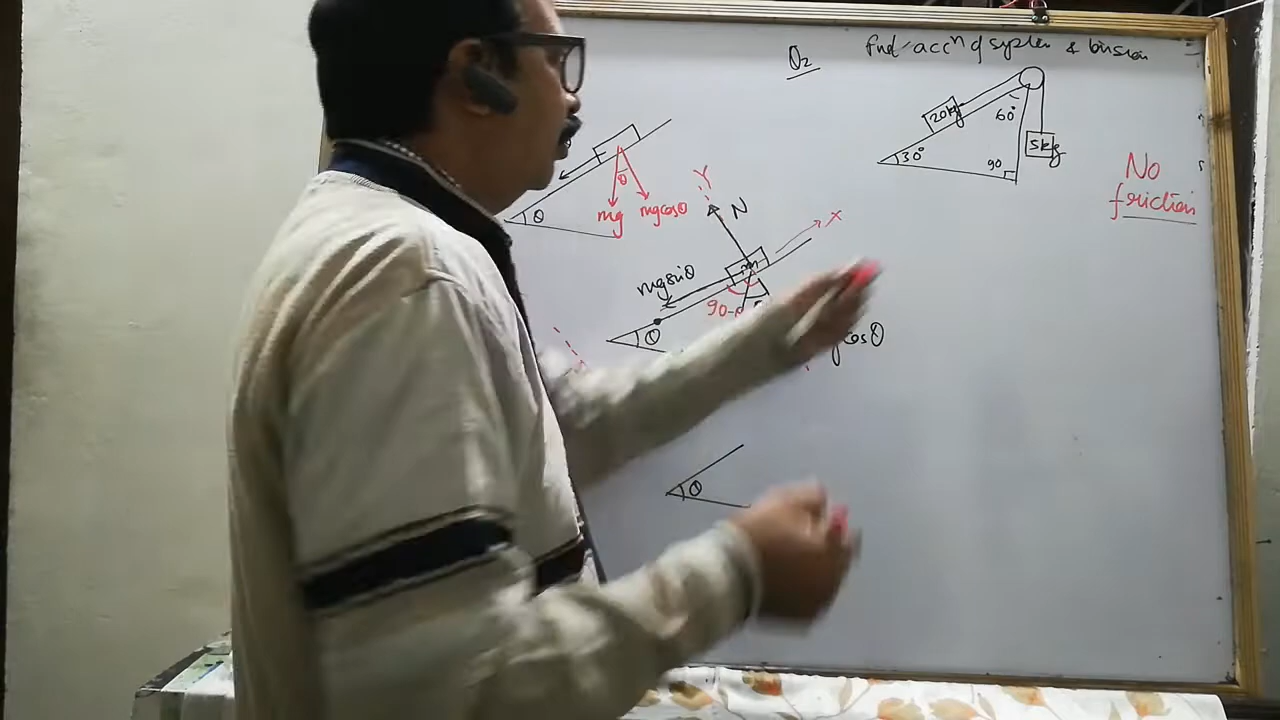 Q2
Find accn of system & tension
20kg
60°
5kg
30°
90
No
friction
θ
mg
mgcosθ
θ
Y
N
X
m
mgsinθ
90-
θ
cosθ
θ